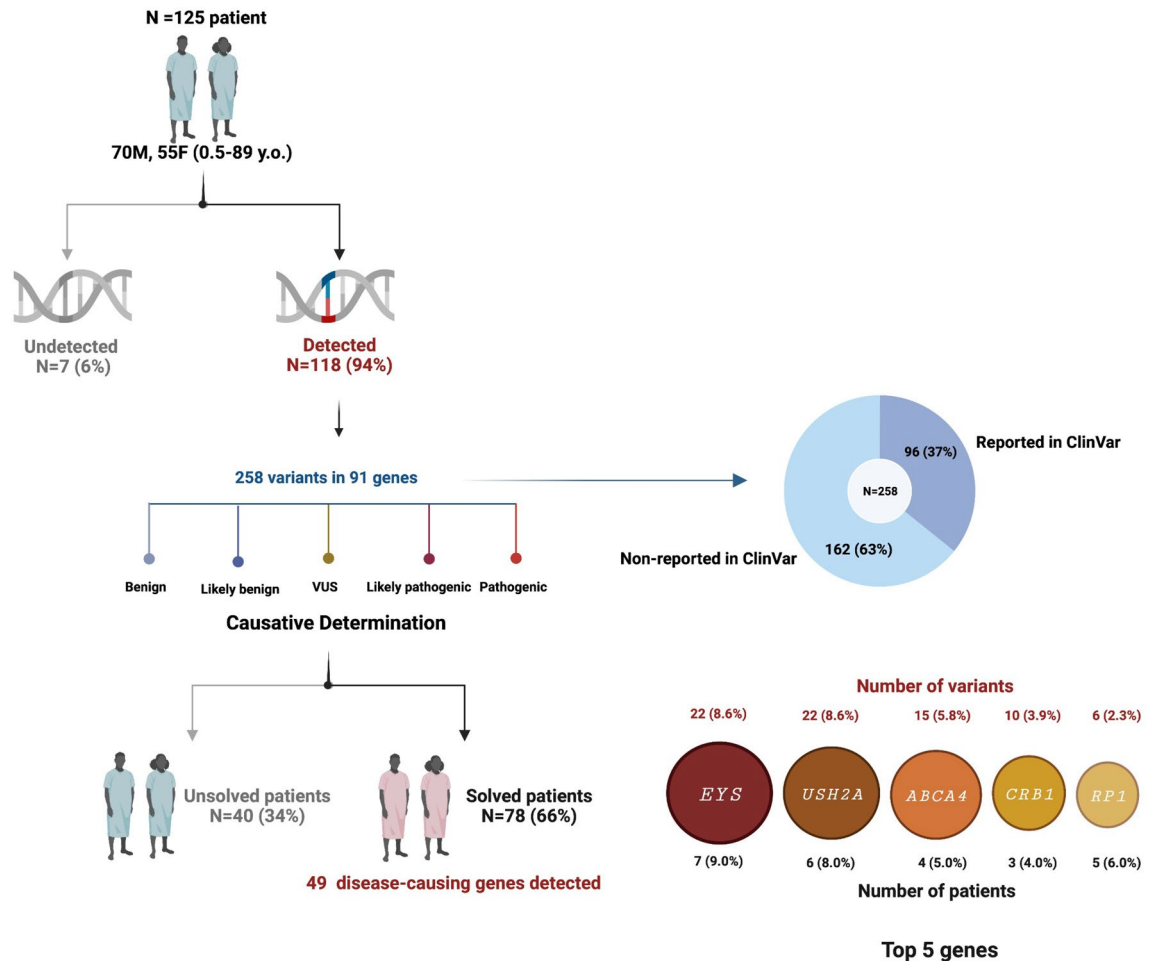 N =125 patient
70M, 55F (0.5-89 y.o.)
Undetected
N=7 (6%)
Detected
N=118 (94%)
258 variants in 91 genes
Benign
Likely benign
VUS
Likely pathogenic
Pathogenic
Causative Determination
Unsolved patients
N=40 (34%)
Solved patients
N=78 (66%)
49 disease-causing genes detected
Reported in ClinVar
96 (37%)
N=258
162 (63%)
Non-reported in ClinVar
Number of variants
22 (8.6%)
22 (8.6%)
15 (5.8%)
10 (3.9%)
6 (2.3%)
EYS
USH2A
ABCA4
CRB1
RP1
7 (9.0%)
6 (8.0%)
4 (5.0%)
3 (4.0%)
5 (6.0%)
Number of patients
Top 5 genes